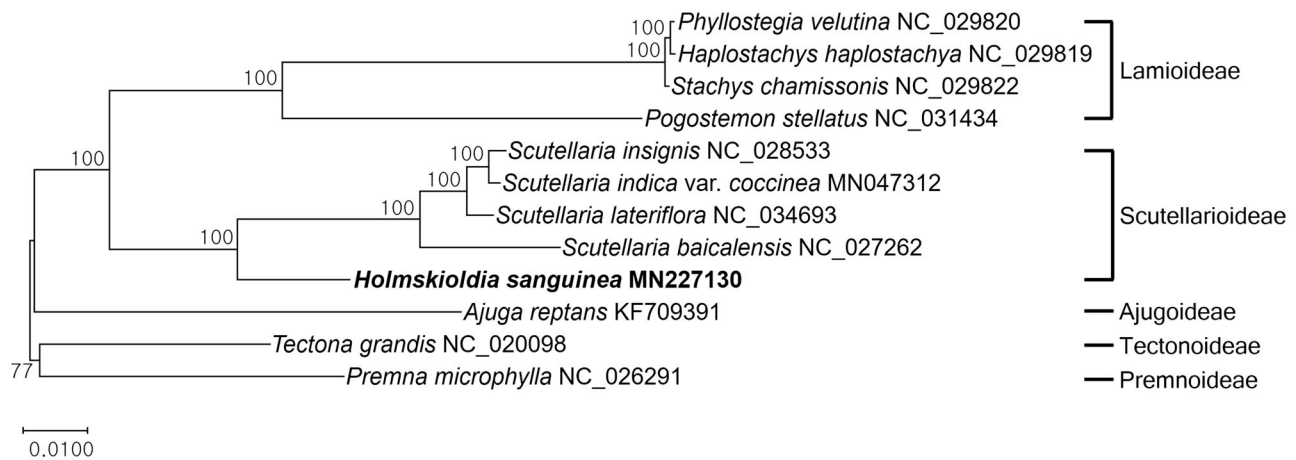 100 Phyllostegia velutina NC_029820
100 Haplostachys haplostachya NC_029819
Lamioideae
100 Stachys chamissonis NC_029822
Pogostemon stellatus NC_031434
100
100 Scutellaria insignis NC_028533
100 Scutellaria indica var. coccinea MN047312
100 Scutellaria lateriflora NC_034693
Scutellarioideae
100 Scutellaria baicalensis NC_027262
Holmskioldia sanguinea MN227130
Ajuga reptans KF709391 Ajugoideae
Tectona grandis NC_020098 Tectonoideae
77 Premna microphylla NC_026291 Premnoideae
0.0100